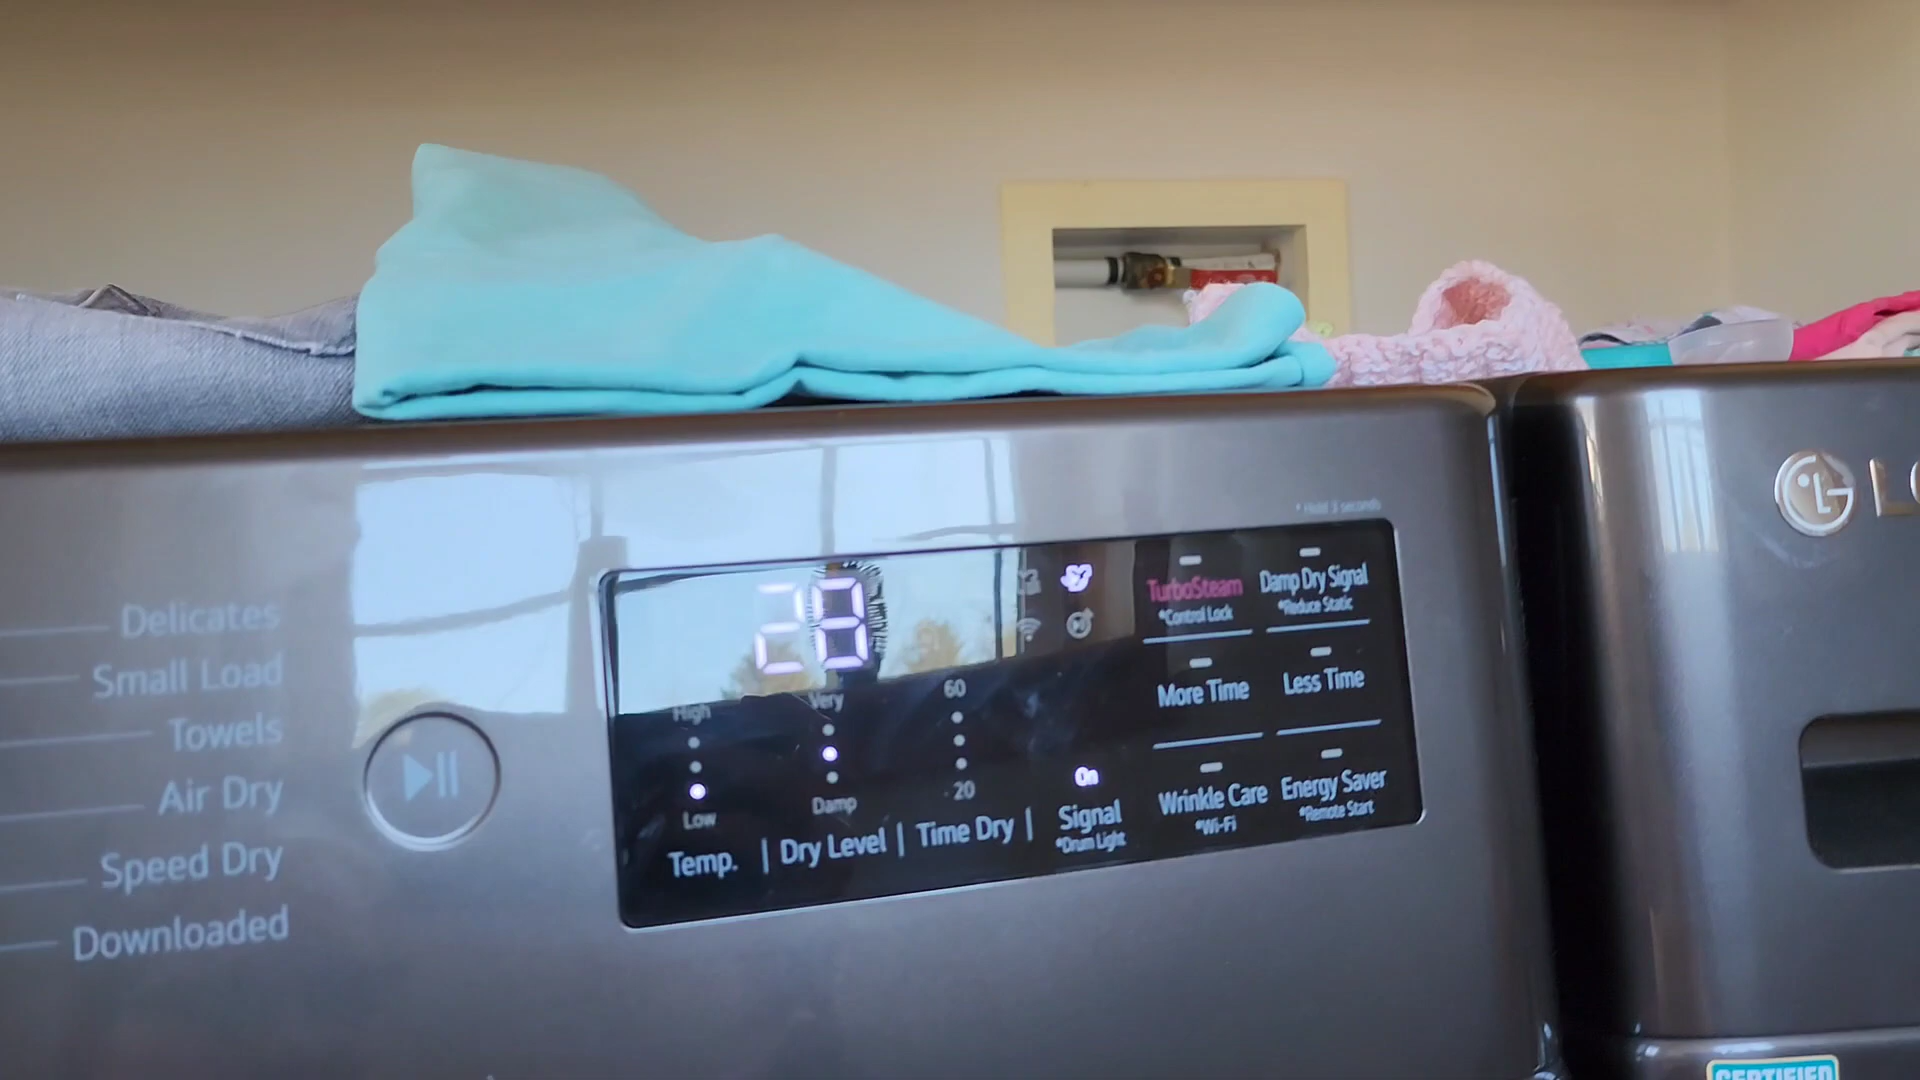 * Hold 3 seconds
LG
Delicates
Small Load
Towels
Air Dry
Speed Dry
Downloaded
28
High
Very
60
Low
Damp
20
Temp. | Dry Level | Time Dry |
On
Signal
*Drum Light
TurboSteam
*Control Lock
Damp Dry Signal
*Reduce Static
More Time
Less Time
Wrinkle Care
*Wi-Fi
Energy Saver
*Remote Start
CERTIFIED